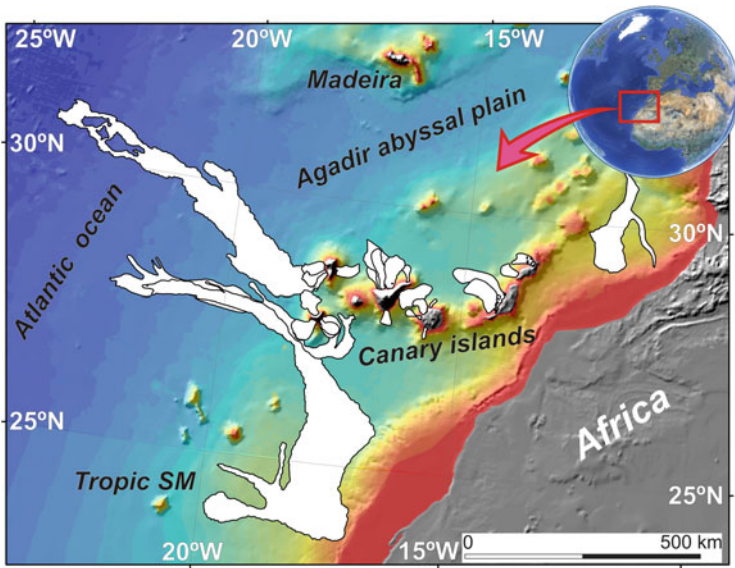 25ºW
20ºW
15ºW
Madeira
Agadir abyssal plain
30ºN
Atlantic ocean
30ºN
Canary islands
25ºN
Africa
Tropic SM
25ºN
20ºW
15ºW
0
500 km